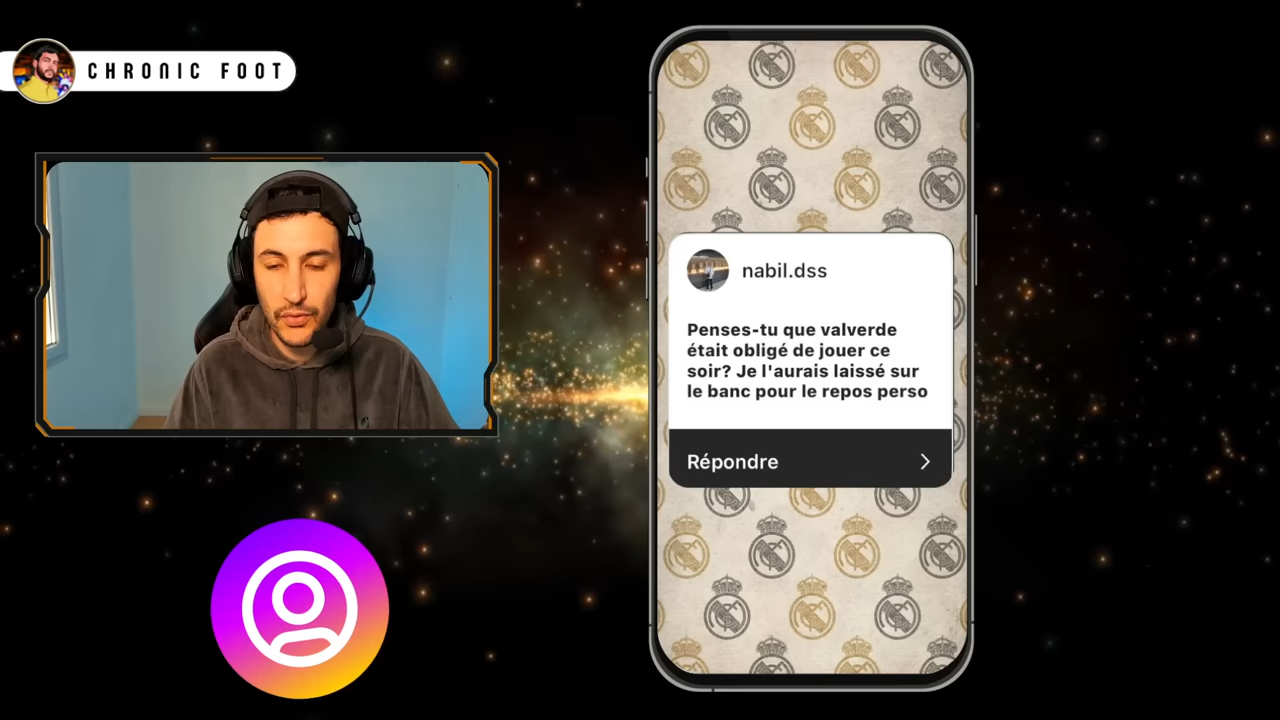 CHRONIC FOOT
nabil.dss
Penses-tu que valverde
était obligé de jouer ce
soir? Je l'aurais laissé sur
le banc pour le repos perso
Répondre